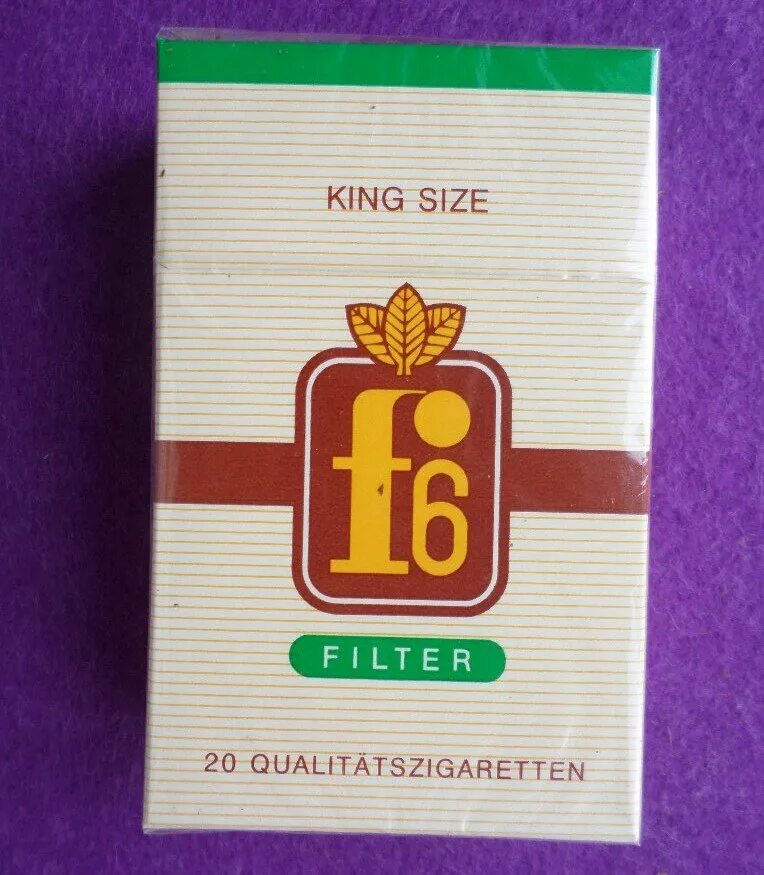 KING SIZE
f6
FILTER
20 QUALITÄTSZIGARETTEN